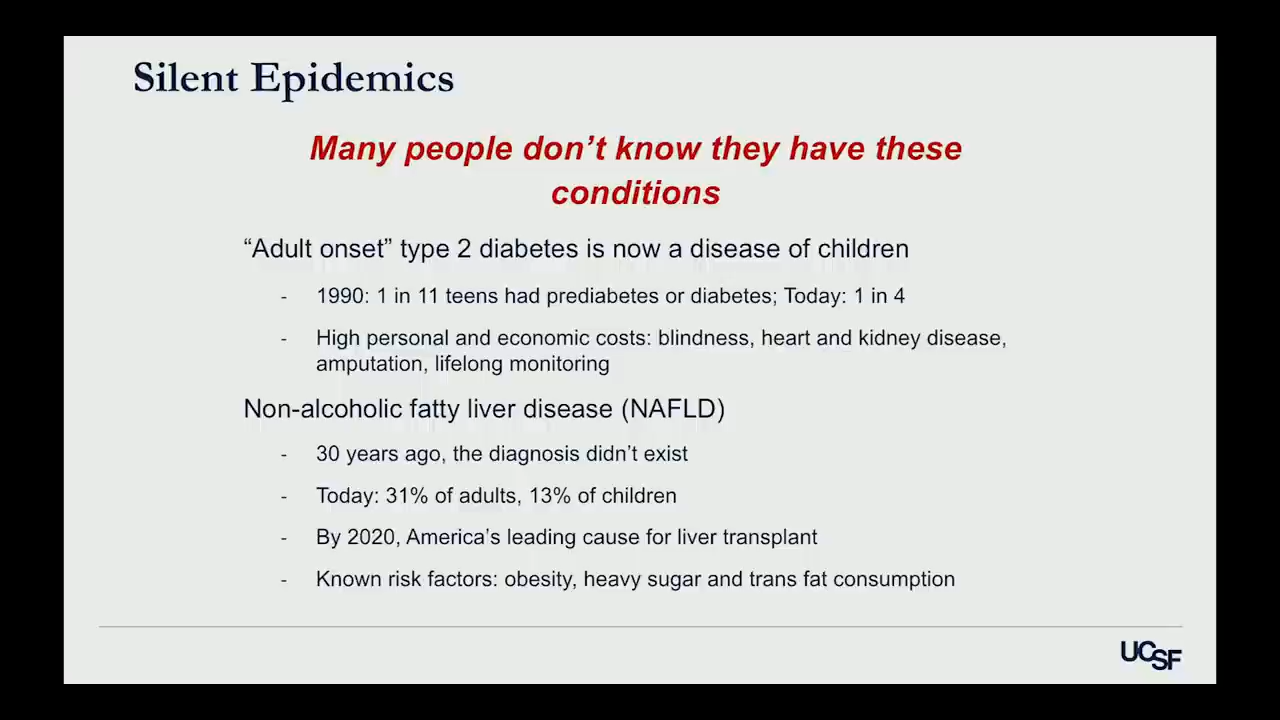 Silent Epidemics
Many people don’t know they have these
conditions
“Adult onset” type 2 diabetes is now a disease of children
- 1990: 1 in 11 teens had prediabetes or diabetes; Today: 1 in 4
- High personal and economic costs: blindness, heart and kidney disease,
amputation, lifelong monitoring
Non-alcoholic fatty liver disease (NAFLD)
- 30 years ago, the diagnosis didn’t exist
- Today: 31% of adults, 13% of children
- By 2020, America’s leading cause for liver transplant
- Known risk factors: obesity, heavy sugar and trans fat consumption
UCSF